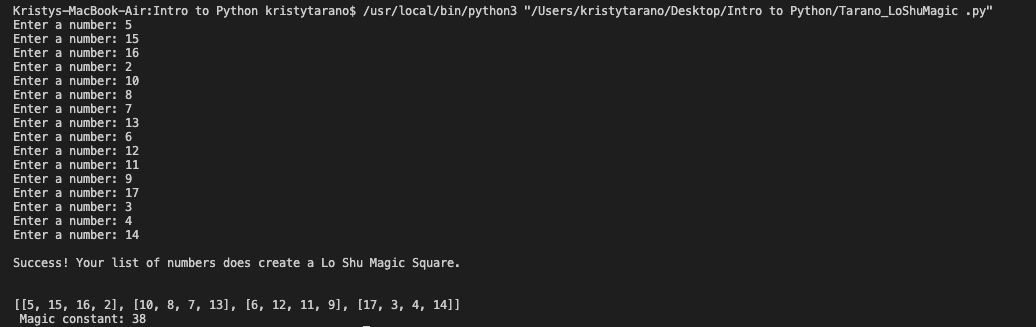 Kristys-MacBook-Air:Intro to Python kristytarano$ /usr/local/bin/python3 "/Users/kristytarano/Desktop/Intro to Python/Tarano_LoShuMagic .py"
Enter a number: 5
Enter a number: 15
Enter a number: 16
Enter a number: 2
Enter a number: 10
Enter a number: 8
Enter a number: 7
Enter a number: 13
Enter a number: 6
Enter a number: 12
Enter a number: 11
Enter a number: 9
Enter a number: 17
Enter a number: 3
Enter a number: 4
Enter a number: 14
Success! Your list of numbers does create a Lo Shu Magic Square.
[[5, 15, 16, 2], [10, 8, 7, 13], [6, 12, 11, 9], [17, 3, 4, 14]]
Magic constant: 38